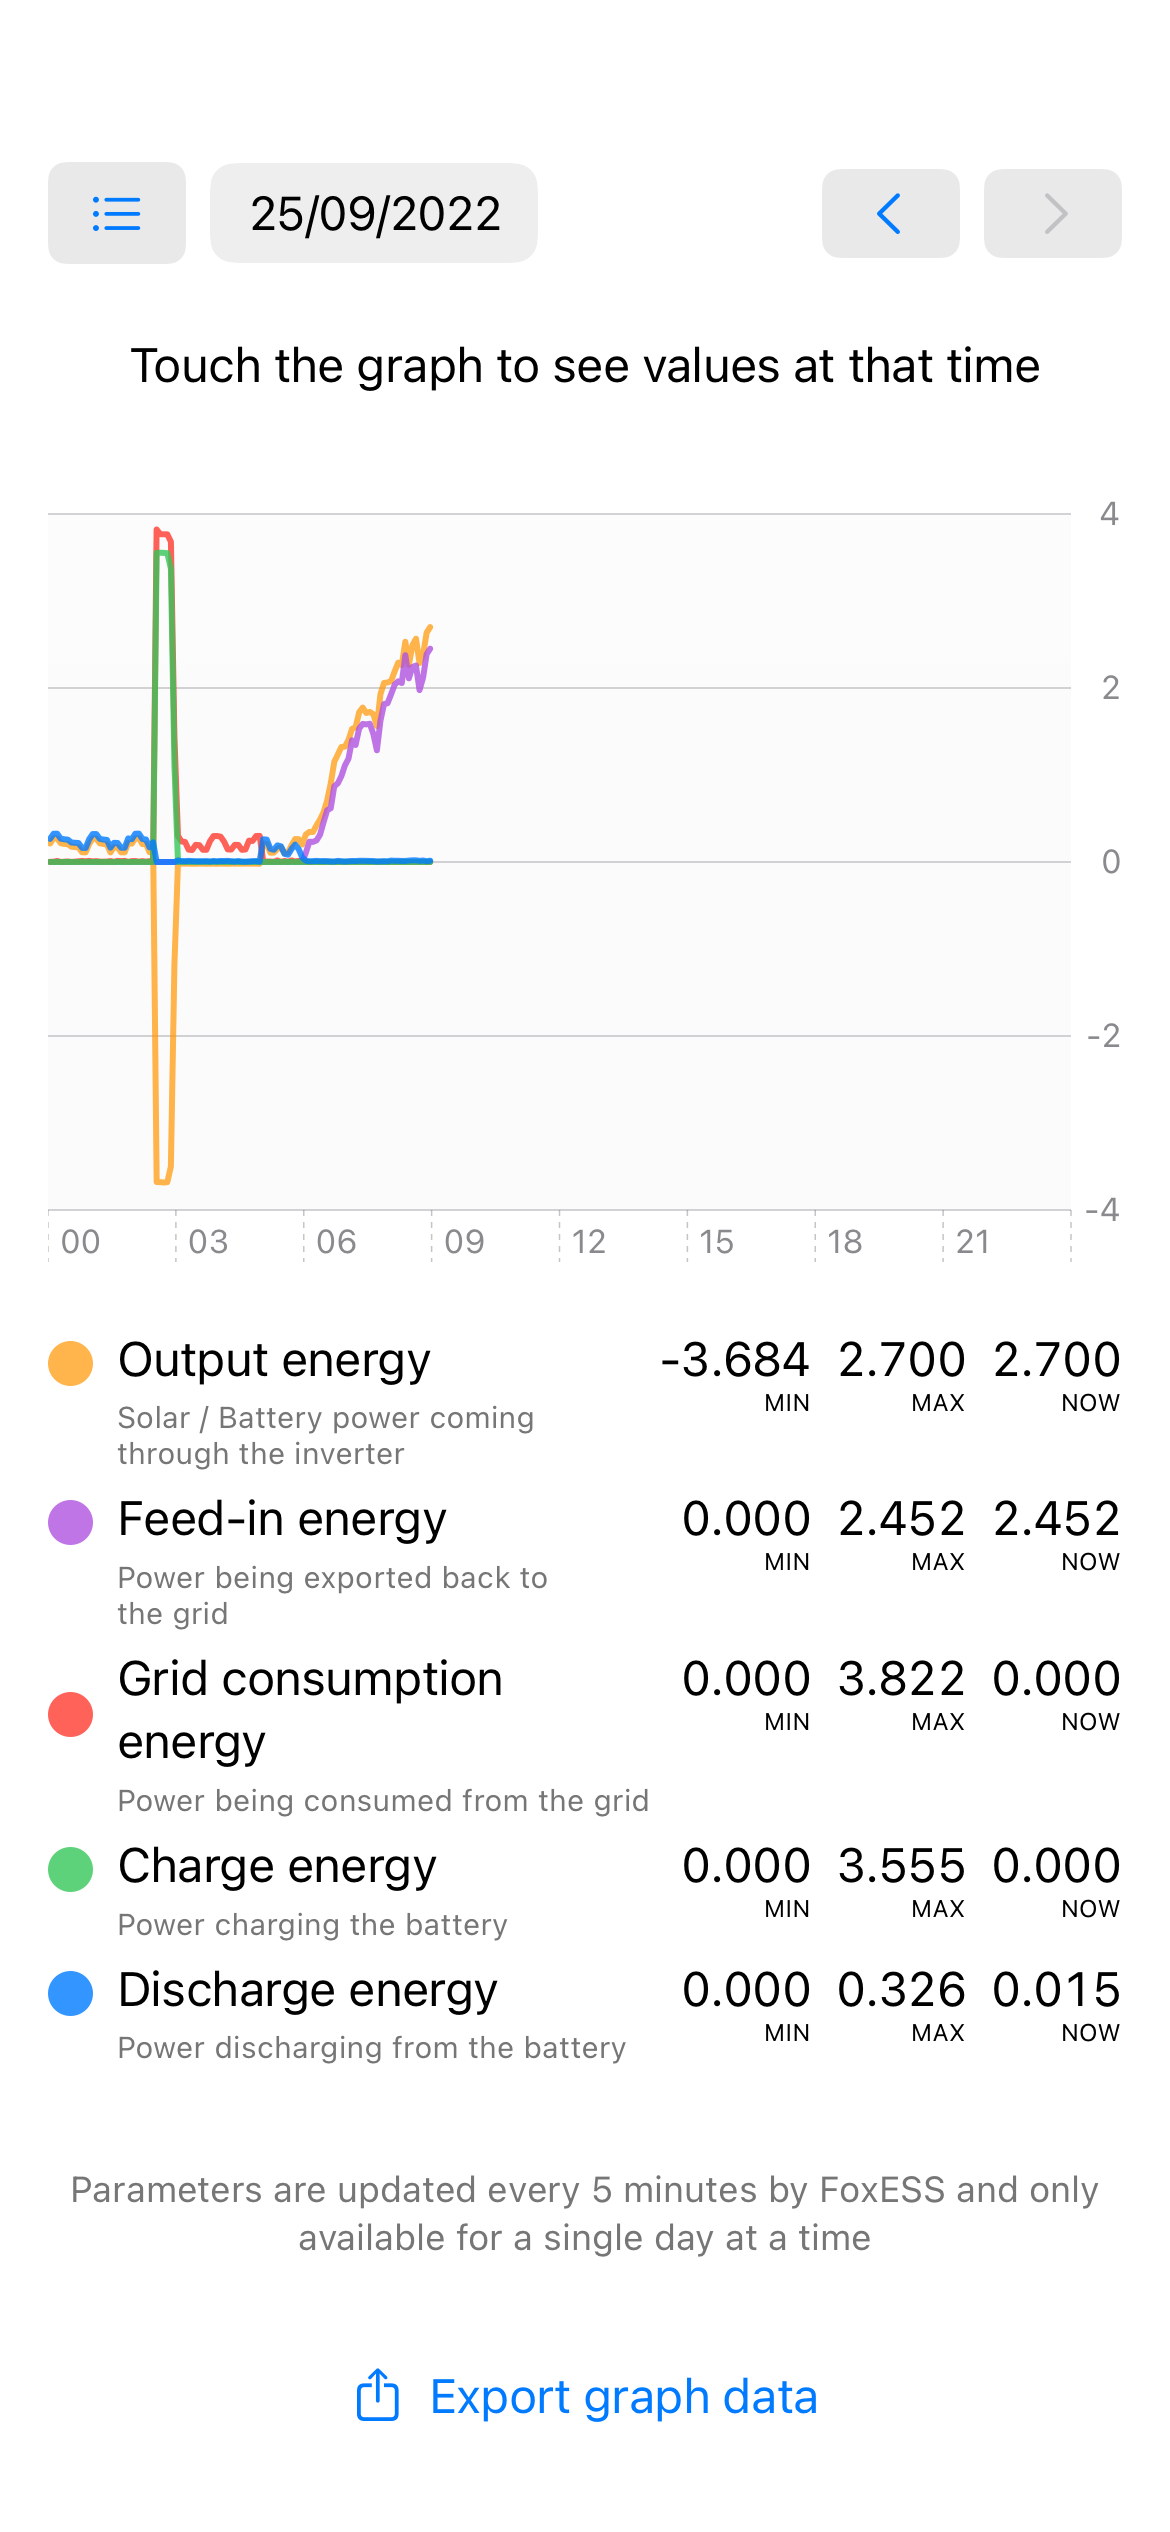 25/09/2022
Touch the graph to see values at that time
4
2
0
-2
-4
00 03 06 09 12 15 18 21
Output energy -3.684 2.700 2.700
MIN MAX NOW
Solar / Battery power coming
through the inverter
Feed-in energy 0.000 2.452 2.452
MIN MAX NOW
Power being exported back to
the grid
Grid consumption 0.000 3.822 0.000
MIN MAX NOW
energy
Power being consumed from the grid
Charge energy 0.000 3.555 0.000
MIN MAX NOW
Power charging the battery
Discharge energy 0.000 0.326 0.015
MIN MAX NOW
Power discharging from the battery
Parameters are updated every 5 minutes by FoxESS and only
available for a single day at a time
Export graph data